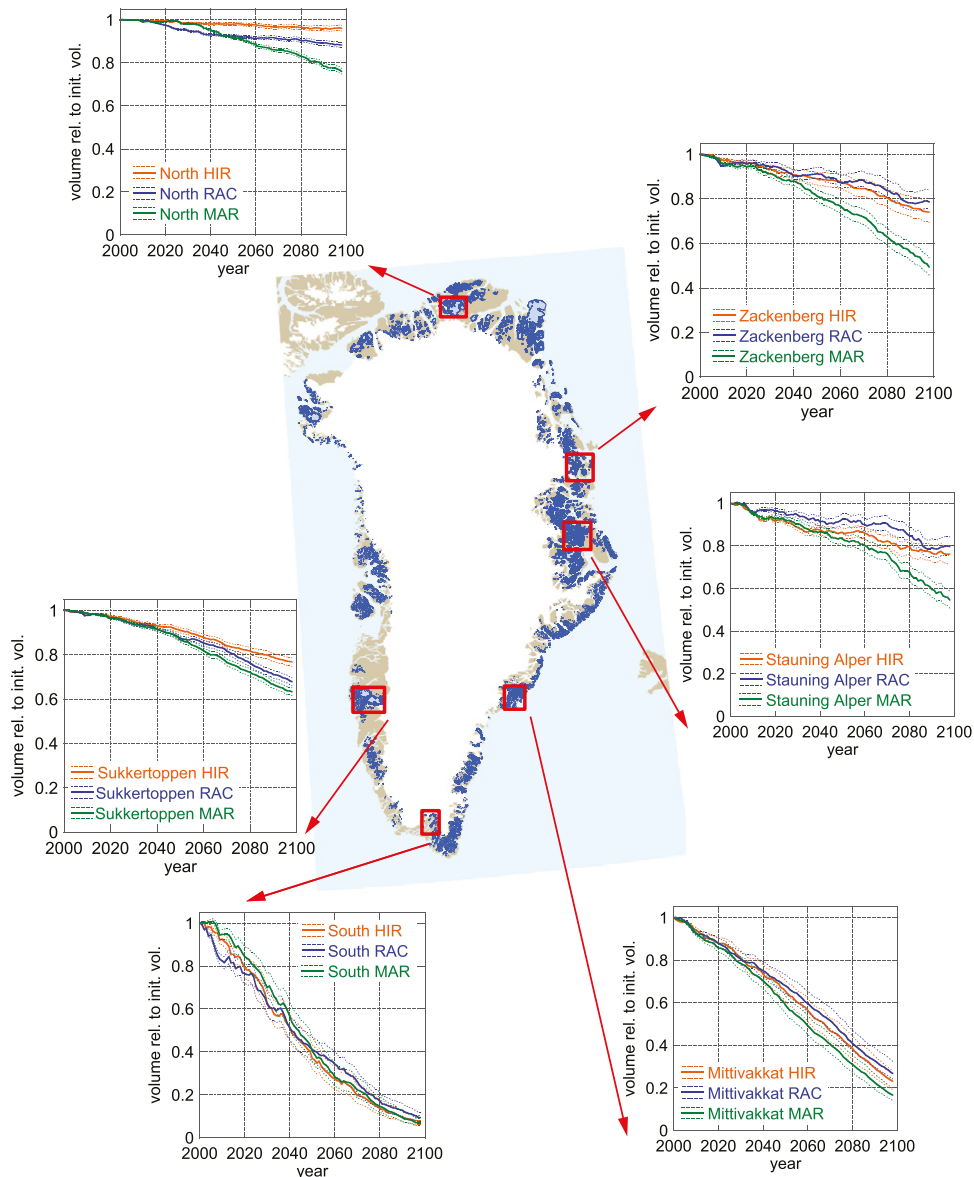 volume rel. to init. vol.
1
0.8
0.6
0.4
0.2
0
North HIR
North RAC
North MAR
2000 2020 2040 2060 2080 2100
year
volume rel. to init. vol.
1
0.8
0.6
0.4
0.2
0
Zackenberg HIR
Zackenberg RAC
Zackenberg MAR
2000 2020 2040 2060 2080 2100
year
volume rel. to init. vol.
1
0.8
0.6
0.4
0.2
0
Stauning Alper HIR
Stauning Alper RAC
Stauning Alper MAR
2000 2020 2040 2060 2080 2100
year
volume rel. to init. vol.
1
0.8
0.6
0.4
0.2
0
Sukkertoppen HIR
Sukkertoppen RAC
Sukkertoppen MAR
2000 2020 2040 2060 2080 2100
year
volume rel. to init. vol.
1
0.8
0.6
0.4
0.2
0
South HIR
South RAC
South MAR
2000 2020 2040 2060 2080 2100
year
volume rel. to init. vol.
1
0.8
0.6
0.4
0.2
0
Mittivakkat HIR
Mittivakkat RAC
Mittivakkat MAR
2000 2020 2040 2060 2080 2100
year